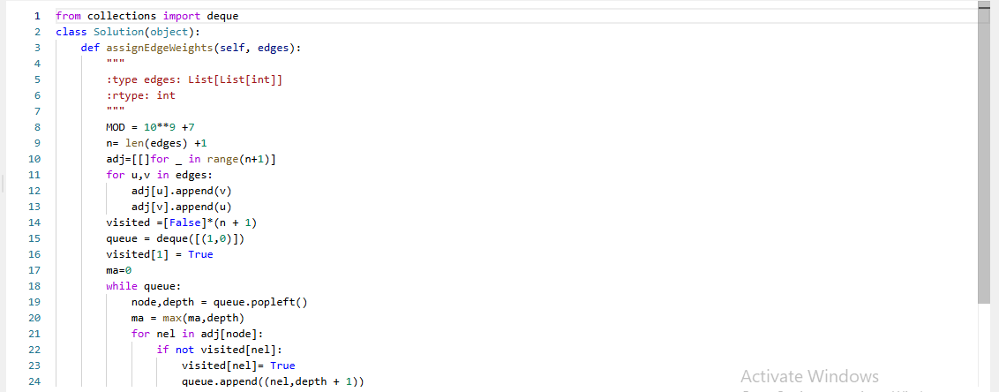 1 from collections import deque
2 class Solution(object):
3     def assignEdgeWeights(self, edges):
4         """
5         :type edges: List[List[int]]
6         :rtype: int
7         """
8         MOD = 10**9 +7
9         n= len(edges) +1
10         adj=[[]for _ in range(n+1)]
11         for u,v in edges:
12             adj[u].append(v)
13             adj[v].append(u)
14         visited =[False]*(n + 1)
15         queue = deque([(1,0)])
16         visited[1] = True
17         ma=0
18         while queue:
19             node,depth = queue.popleft()
20             ma = max(ma,depth)
21             for nel in adj[node]:
22                 if not visited[nel]:
23                     visited[nel]= True
24                     queue.append((nel,depth + 1))
Activate Windows